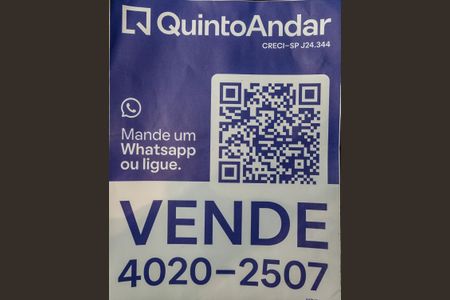 QuintoAndar
CRECI-SP J24.344
Mande um
Whatsapp
ou ligue.
VENDE
4020-2507